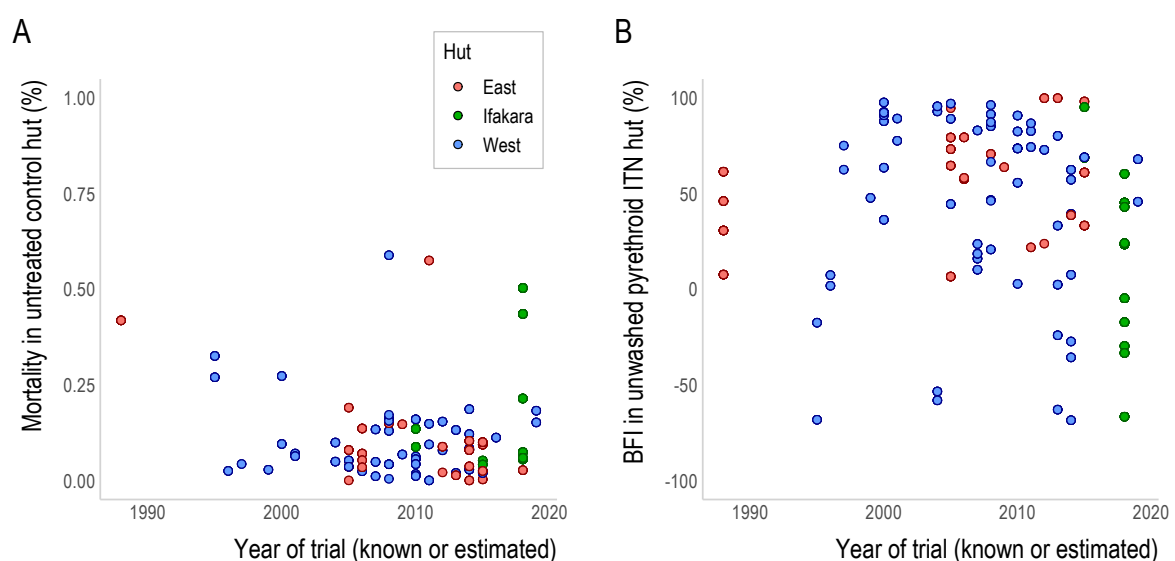 A
Mortality in untreated control hut (%)
1.00
0.75
0.50
0.25
0.00
1990
2000
2010
2020
Year of trial (known or estimated)
Hut
East
Ifakara
West
B
BFI in unwashed pyrethroid ITN hut (%)
100
50
0
-50
-100
1990
2000
2010
2020
Year of trial (known or estimated)